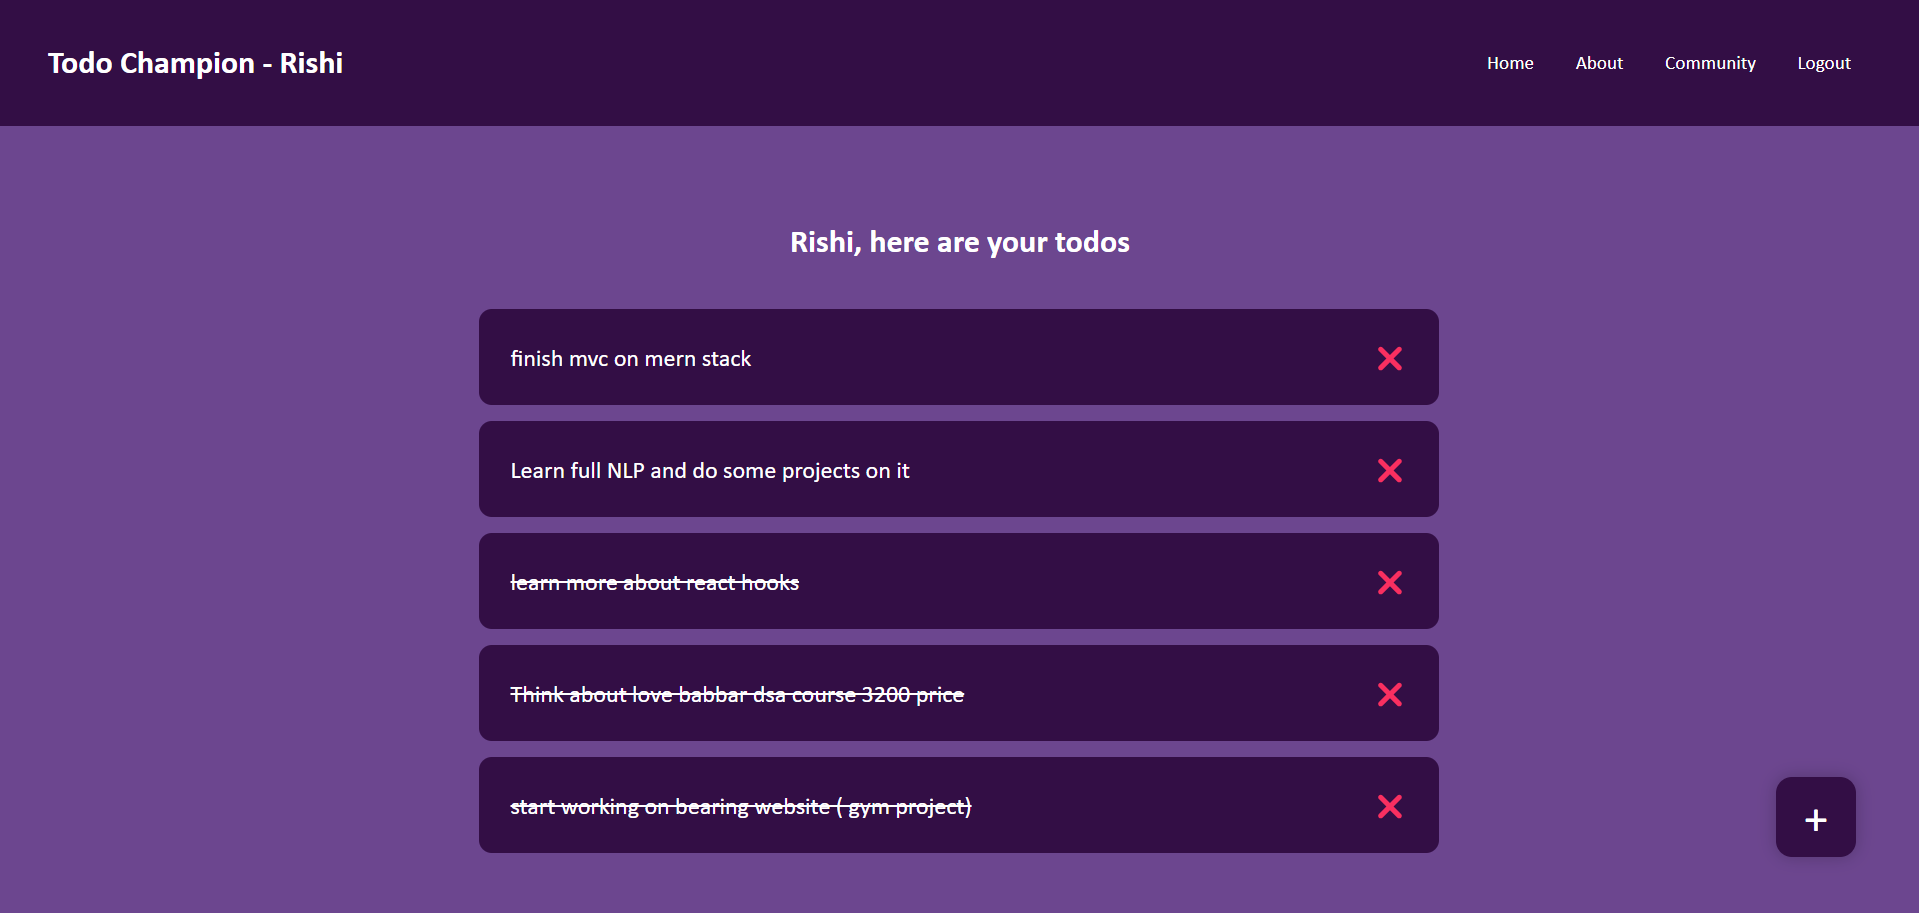 Todo Champion - Rishi
Home About Community Logout
Rishi, here are your todos
finish mvc on mern stack
Learn full NLP and do some projects on it
learn more about react hooks
Think about love babbar dsa course 3200 price
start working on bearing website ( gym project)
+